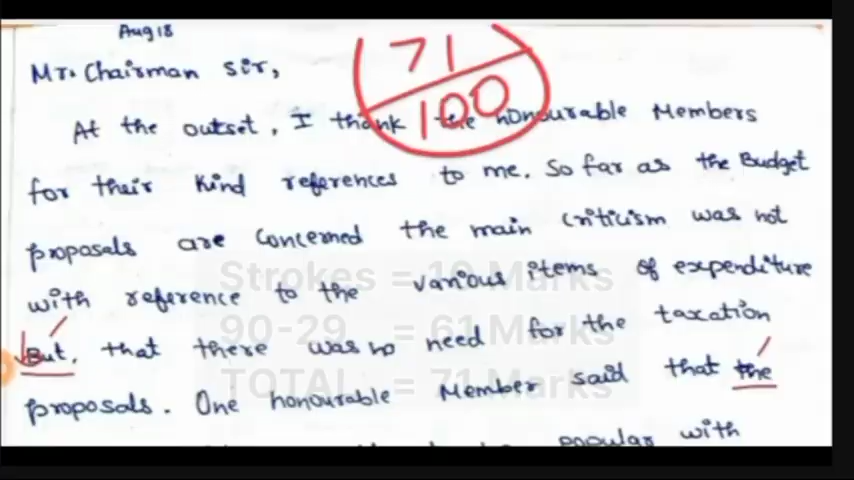 Aug 18
71
100
Mr. Chairman Sir,
At the outset, I thank the honourable Members
for their kind references to me. So far as the Budget
proposals are concerned the main criticism was not
with reference to the various items of expenditure
But, that there was no need for the taxation
proposals. One honourable Member said that the
popular with
Strokes = 10 Marks
90-29 = 61 Marks
TOTAL = 71 Marks